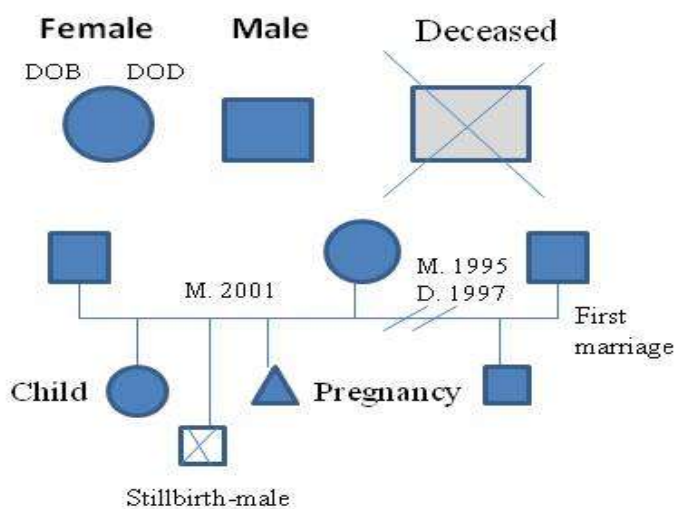 Female
Male
Deceased
DOB
DOD
M. 2001
M. 1995
D. 1997
First
marriage
Child
Pregnancy
Stillbirth-male